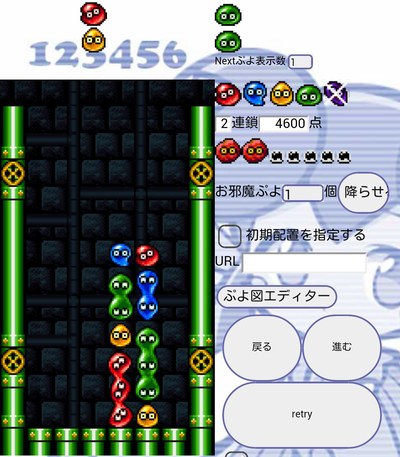 123456
Nextぷよ表示数 1
2 連鎖 4600 点
お邪魔ぷよ 1 個 降らせ
初期配置を指定する
URL
ぷよ図エディター
戻る 進む
retry